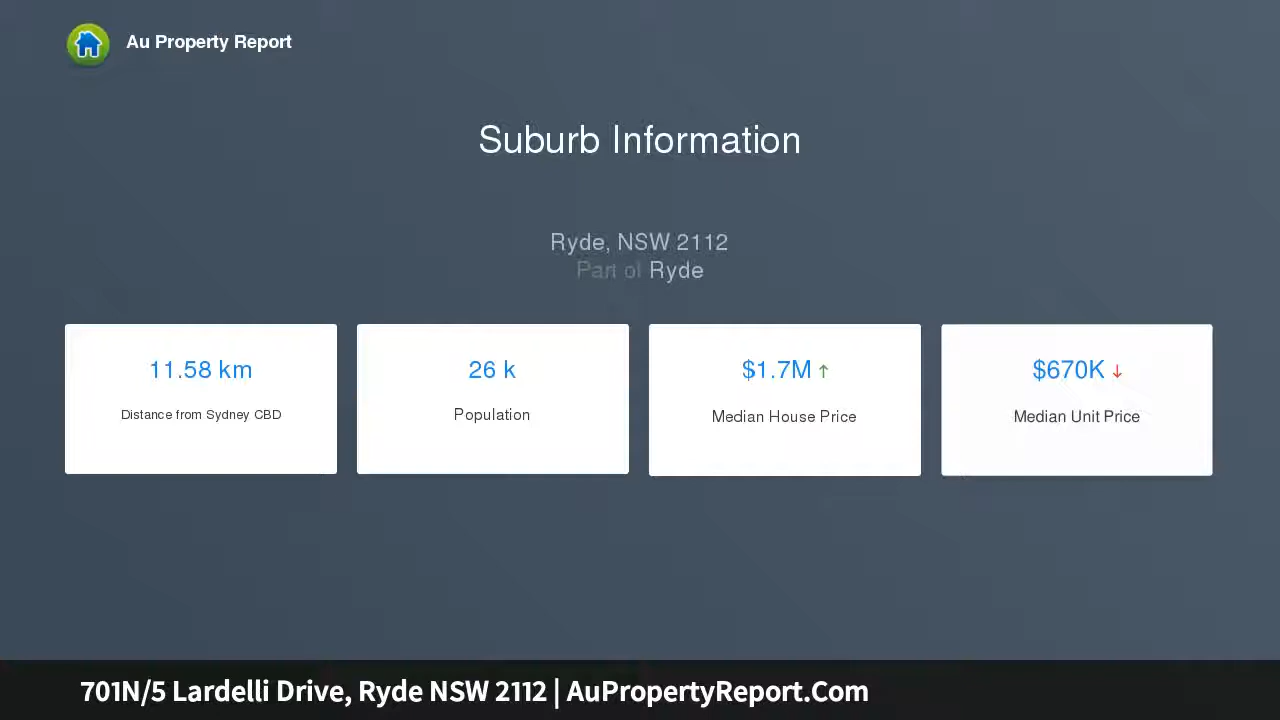 Au Property Report
Suburb Information
Ryde, NSW 2112
Part of Ryde
11.58 km
Distance from Sydney CBD
26 k
Population
$1.7M ↑
Median House Price
$670K ↓
Median Unit Price
701N/5 Lardelli Drive, Ryde NSW 2112 | AuPropertyReport.Com